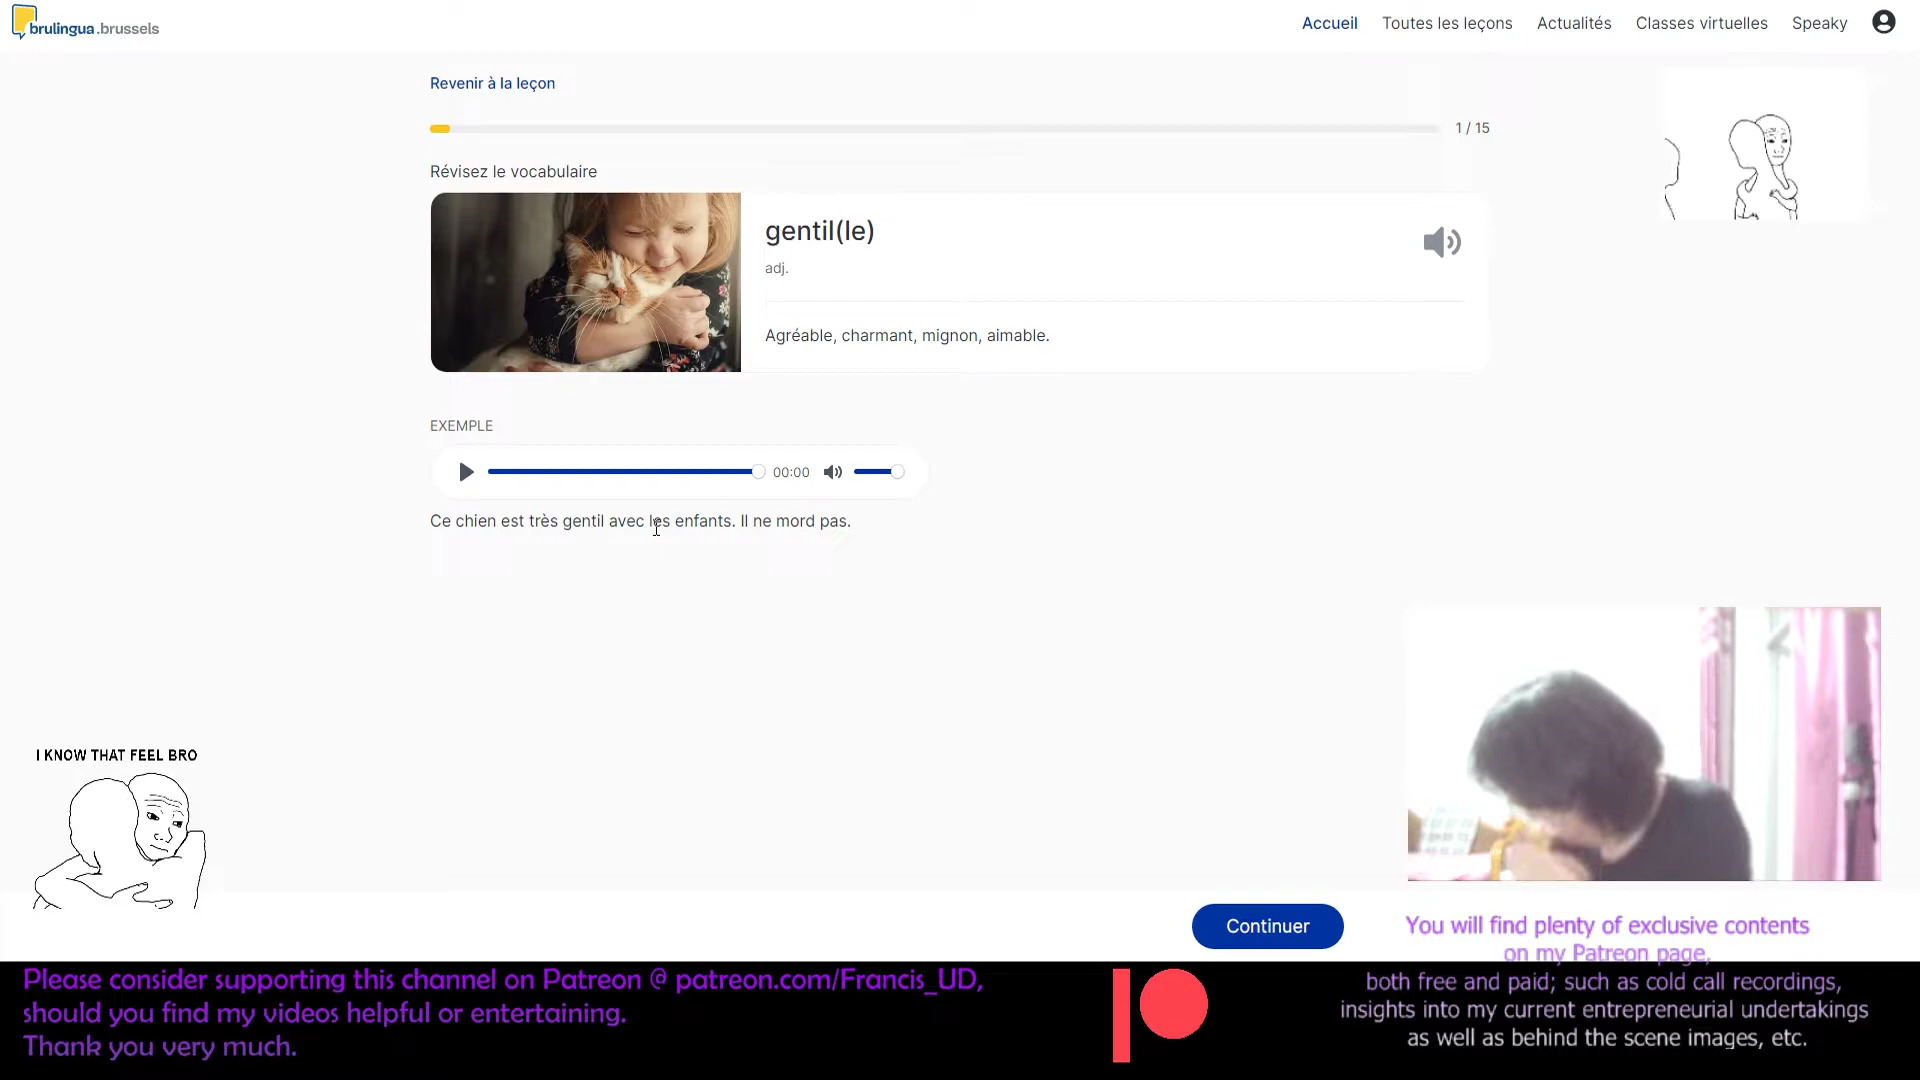 brulingua.brussels
Accueil Toutes les leçons Actualités Classes virtuelles Speaky
Revenir à la leçon
1 / 15
Révisez le vocabulaire
gentil(le)
adj.
Agréable, charmant, mignon, aimable.
EXEMPLE
00:00
Ce chien est très gentil avec les enfants. Il ne mord pas.
I KNOW THAT FEEL BRO
Continuer
You will find plenty of exclusive contents
on my Patreon page,
both free and paid; such as cold call recordings,
insights into my current entrepreneurial undertakings
as well as behind the scene images, etc.
Please consider supporting this channel on Patreon @ patreon.com/Francis_UD,
should you find my videos helpful or entertaining.
Thank you very much.